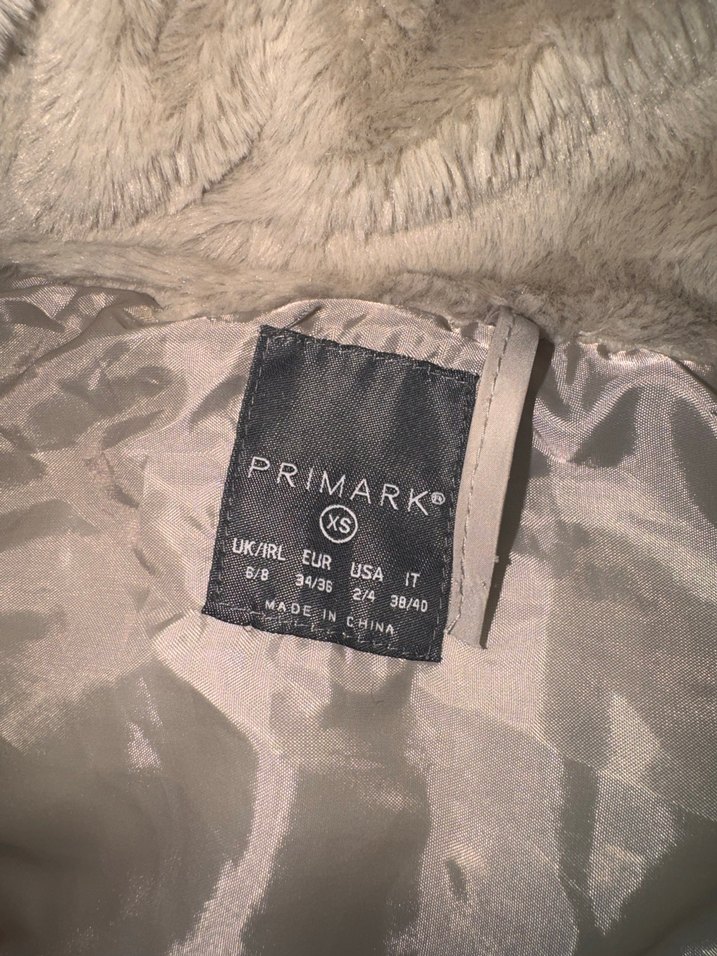 PRIMARK®
XS
UK/IRL EUR USA IT
6/8 34/36 2/4 38/40
MADE IN CHINA